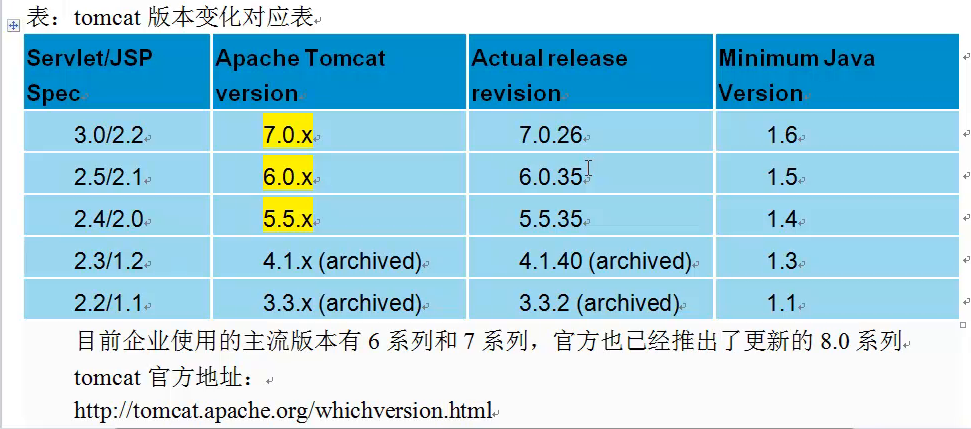 表：tomcat 版本变化对应表
Servlet/JSP Spec Apache Tomcat version Actual release revision Minimum Java Version
3.0/2.2 7.0.x 7.0.26 1.6
2.5/2.1 6.0.x 6.0.35 1.5
2.4/2.0 5.5.x 5.5.35 1.4
2.3/1.2 4.1.x (archived) 4.1.40 (archived) 1.3
2.2/1.1 3.3.x (archived) 3.3.2 (archived) 1.1
目前企业使用的主流版本有 6 系列和 7 系列，官方也已经推出了更新的 8.0 系列
tomcat 官方地址：
http://tomcat.apache.org/whichversion.html